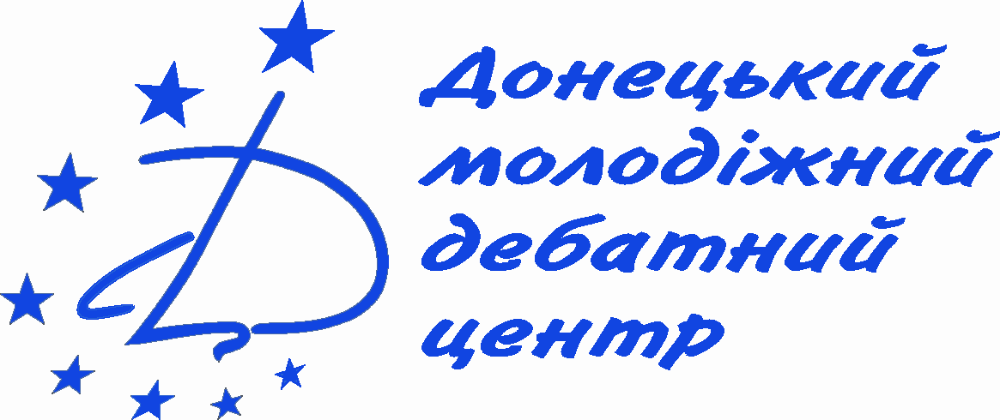 Донецький
молодіжний
дебатний
центр